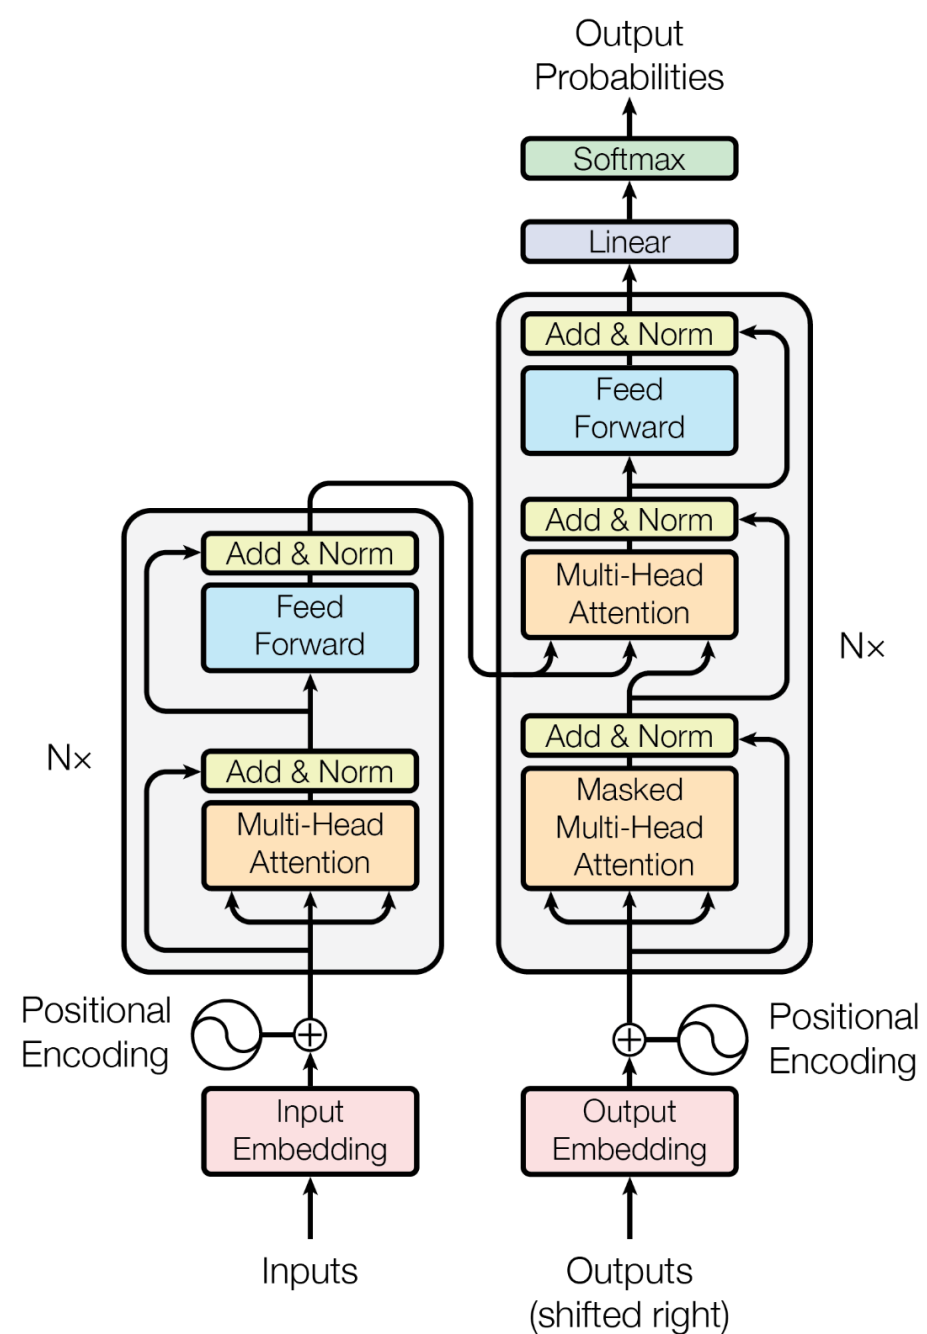 Output
Probabilities
Softmax
Linear
Add & Norm
Feed
Forward
Add & Norm
Multi-Head
Attention
Add & Norm
Masked
Multi-Head
Attention
N×
Add & Norm
Feed
Forward
Add & Norm
Multi-Head
Attention
N×
Positional
Encoding
Positional
Encoding
Input
Embedding
Output
Embedding
Inputs
Outputs
(shifted right)